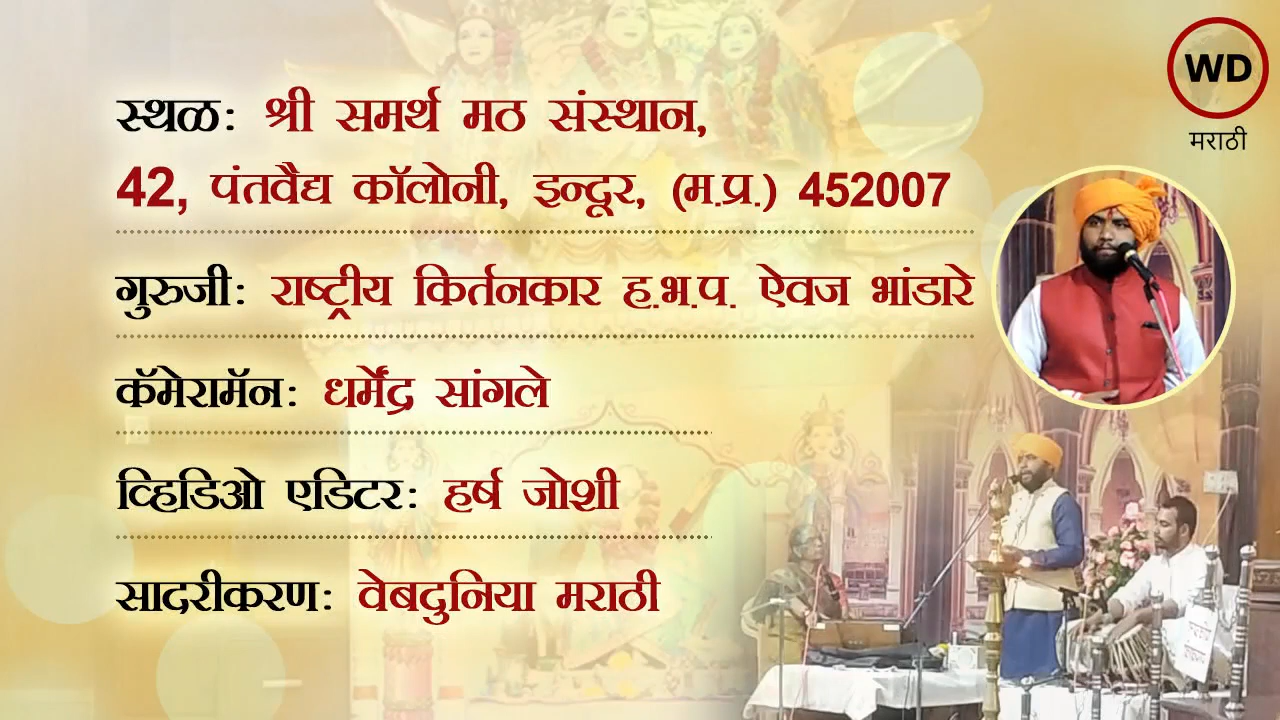 WD
मराठी
स्थळ: श्री समर्थ मठ संस्थान,
42, पंतवैद्य कॉलोनी, इन्दूर, (म.प्र.) 452007
गुरुजी: राष्ट्रीय किर्तनकार ह.भ.प. ऐवज भांडारे
कॅमेरामॅन: धर्मेंद्र सांगले
व्हिडिओ एडिटर: हर्ष जोशी
सादरीकरण: वेबदुनिया मराठी